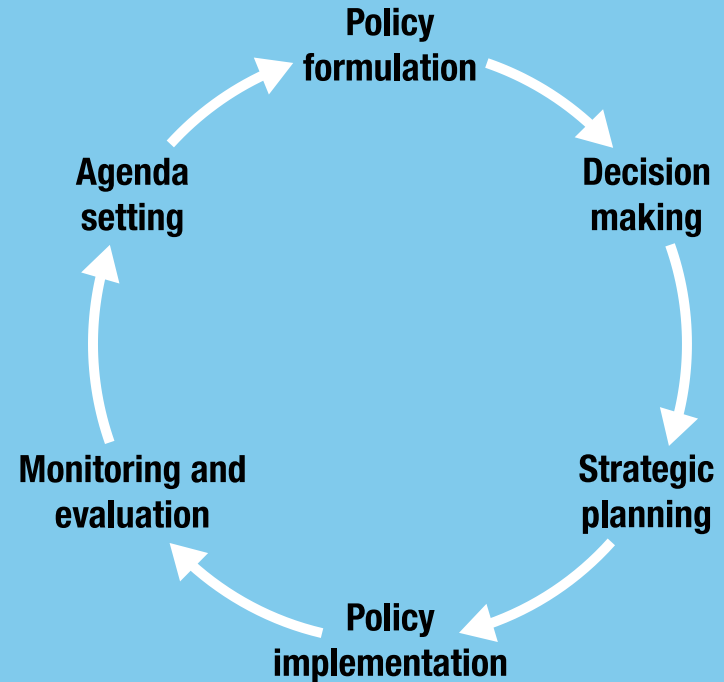 Policy
formulation
Decision
making
Strategic
planning
Policy
implementation
Monitoring and
evaluation
Agenda
setting